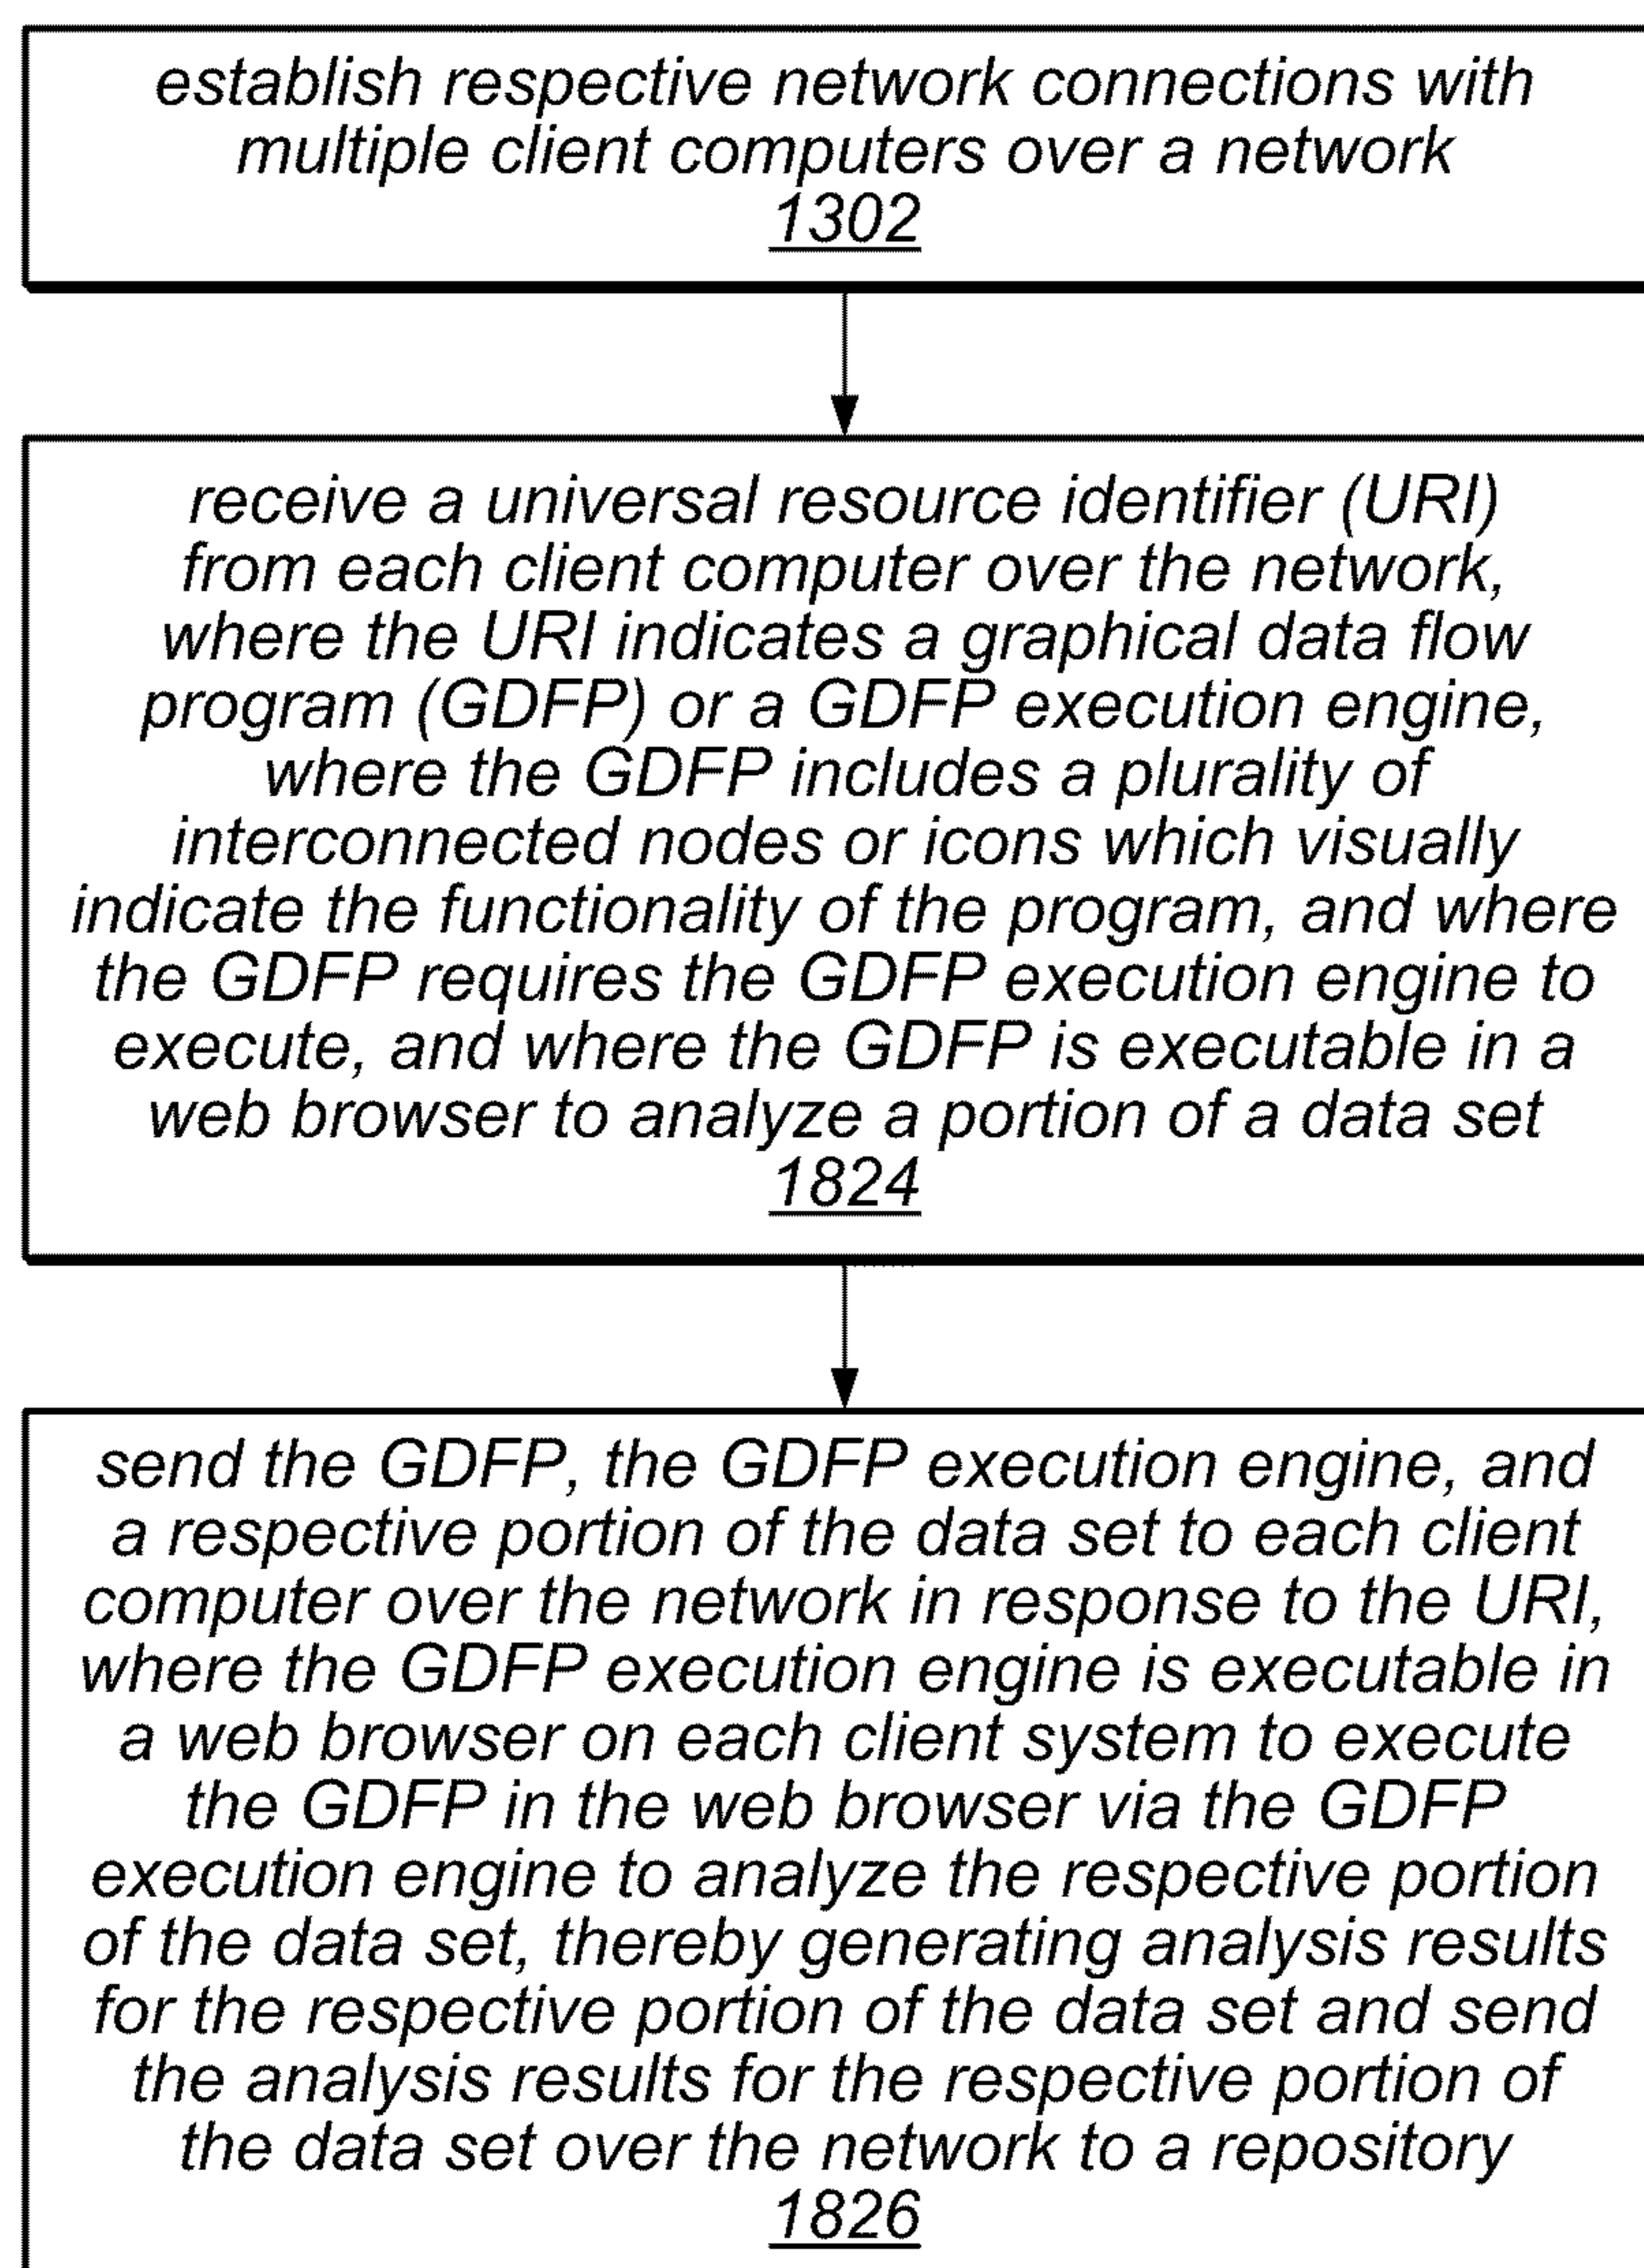 establish respective network connections with
multiple client computers over a network
1302
receive a universal resource identifier (URI)
from each client computer over the network,
where the URI indicates a graphical data flow
program (GDFP) or a GDFP execution engine,
where the GDFP includes a plurality of
interconnected nodes or icons which visually
indicate the functionality of the program, and where
the GDFP requires the GDFP execution engine to
execute, and where the GDFP is executable in a
web browser to analyze a portion of a data set
1824
send the GDFP, the GDFP execution engine, and
a respective portion of the data set to each client
computer over the network in response to the URI,
where the GDFP execution engine is executable in
a web browser on each client system to execute
the GDFP in the web browser via the GDFP
execution engine to analyze the respective portion
of the data set, thereby generating analysis results
for the respective portion of the data set and send
the analysis results for the respective portion of
the data set over the network to a repository
1826